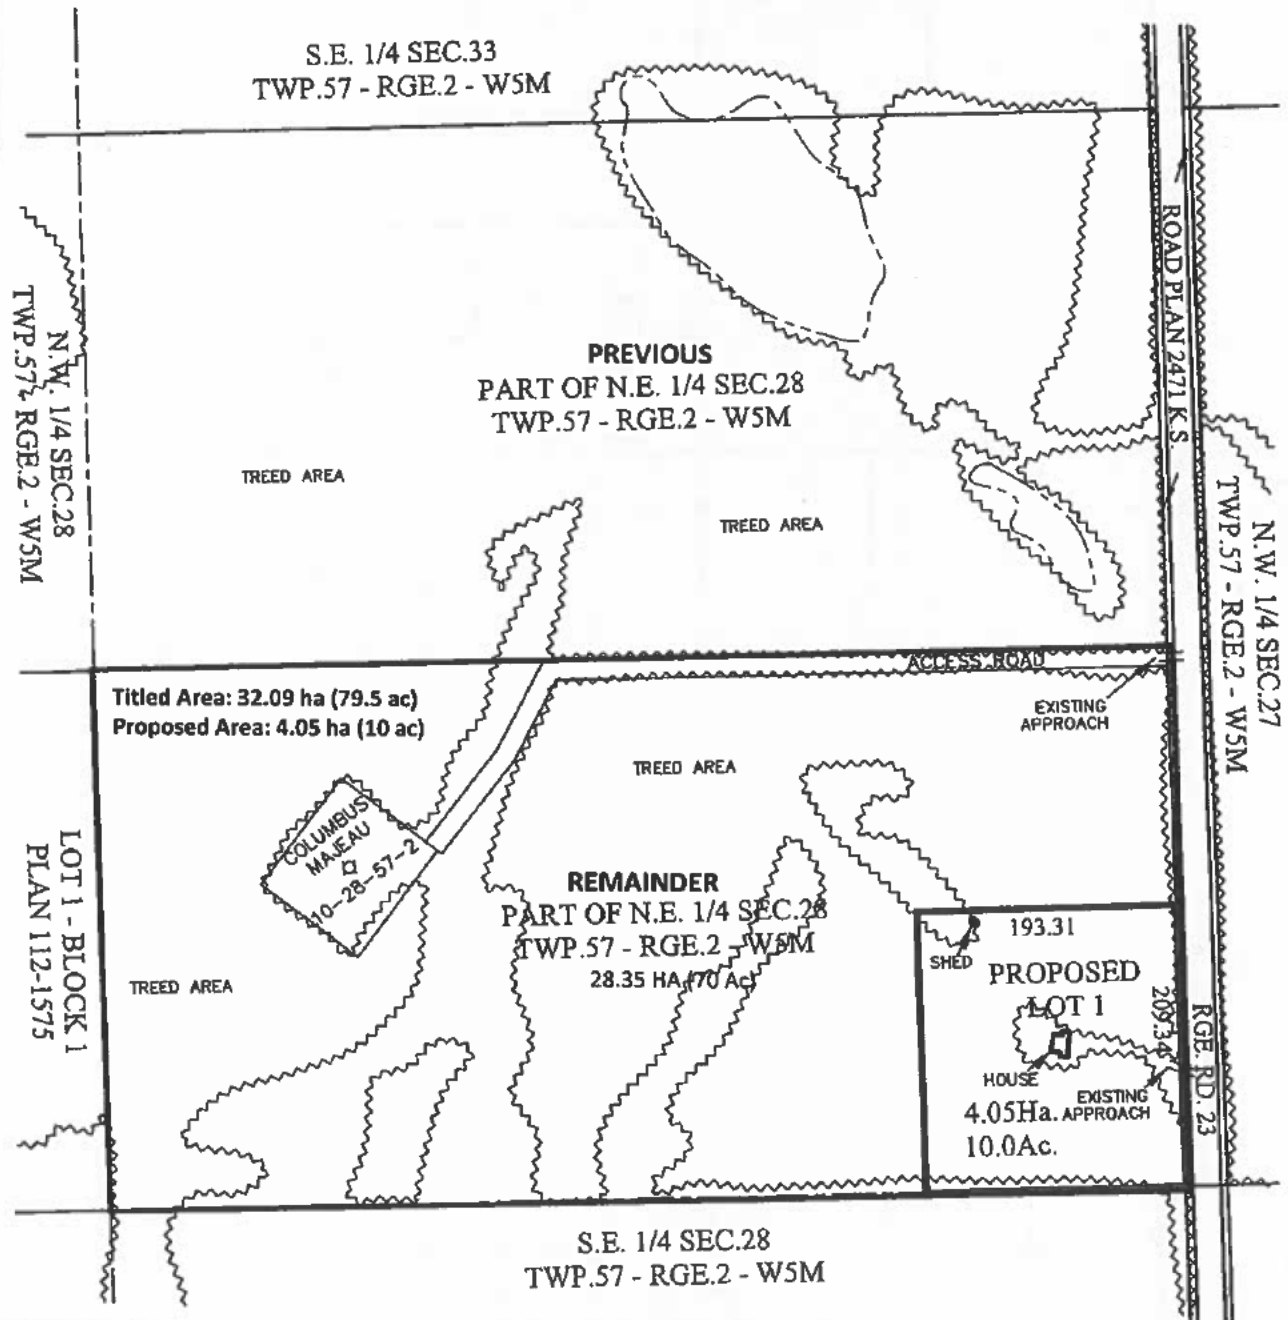 S.E. 1/4 SEC.33
TWP.57 - RGE.2 - W5M
ROAD PLAN 2471 K.S.
N.W. 1/4 SEC.28
TWP.57 - RGE.2 - W5M
PREVIOUS
PART OF N.E. 1/4 SEC.28
TWP.57 - RGE.2 - W5M
TREED AREA
TREED AREA
N.W. 1/4 SEC.27
TWP.57 - RGE.2 - W5M
ACCESS ROAD
Titled Area: 32.09 ha (79.5 ac)
Proposed Area: 4.05 ha (10 ac)
EXISTING
APPROACH
TREED AREA
COLUMBUS
MAJEAU
10-28-57-2
LOT 1 - BLOCK 1
PLAN 112-1575
REMAINDER
PART OF N.E. 1/4 SEC.28
TWP.57 - RGE.2 - W5M
28.35 HA (70 Ac)
TREED AREA
193.31
SHED
PROPOSED
LOT 1
209.34
RGE. RD. 23
HOUSE
EXISTING
APPROACH
4.05Ha.
10.0Ac.
S.E. 1/4 SEC.28
TWP.57 - RGE.2 - W5M